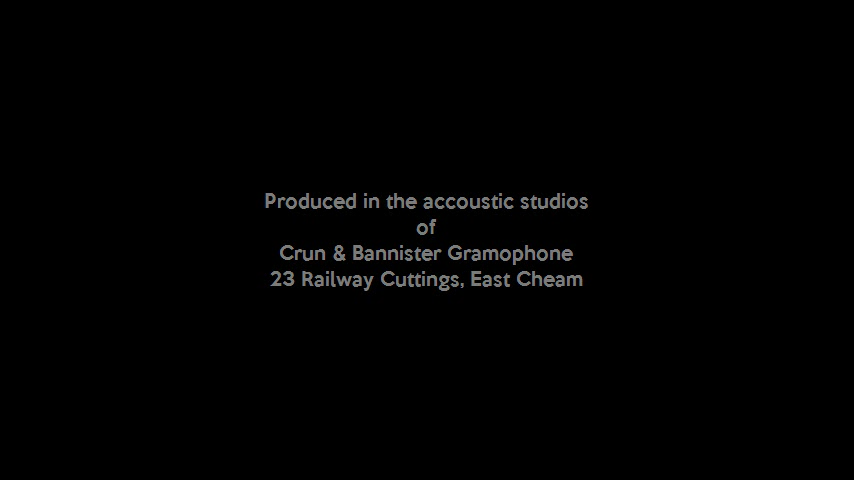 Produced in the accoustic studios
of
Crun & Bannister Gramophone
23 Railway Cuttings, East Cheam